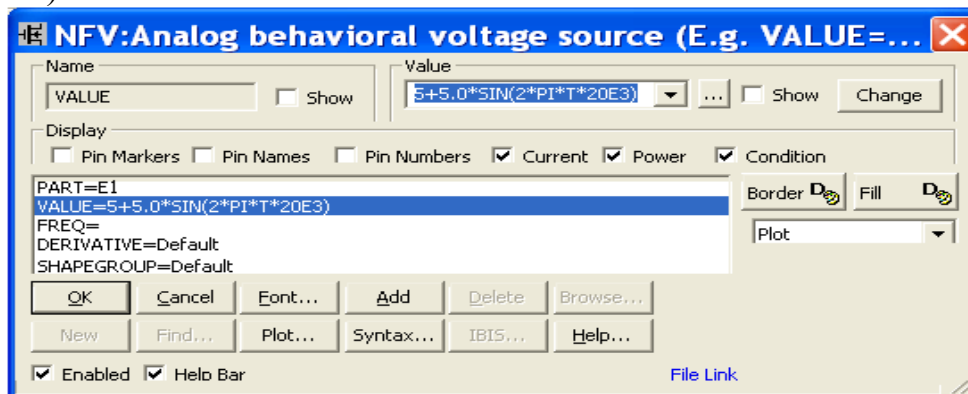 NFV:Analog behavioral voltage source (E.g. VALUE=...
Name
Value
VALUE
Show
5+5.0*SIN(2*PI*T*20E3)
...
Show
Change
Display
Pin Markers Pin Names Pin Numbers Current Power Condition
PART=E1
VALUE=5+5.0*SIN(2*PI*T*20E3)
FREQ=
DERIVATIVE=Default
SHAPEGROUP=Default
Border
Fill
Plot
OK Cancel Font... Add Delete Browse...
New Find... Plot... Syntax... IBIS... Help...
Enabled Help Bar
File Link